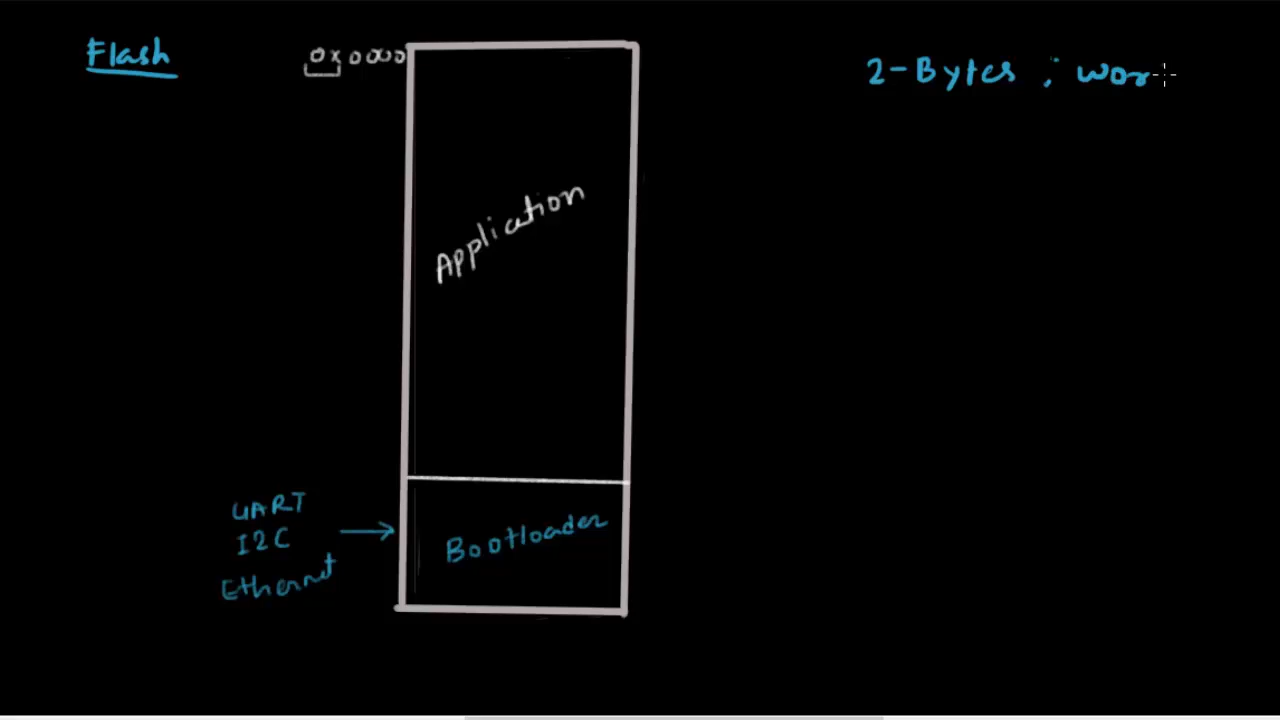 Flash
0x0000
2-Bytes ; wor
Application
UART
I2C
Ethernet
Bootloader